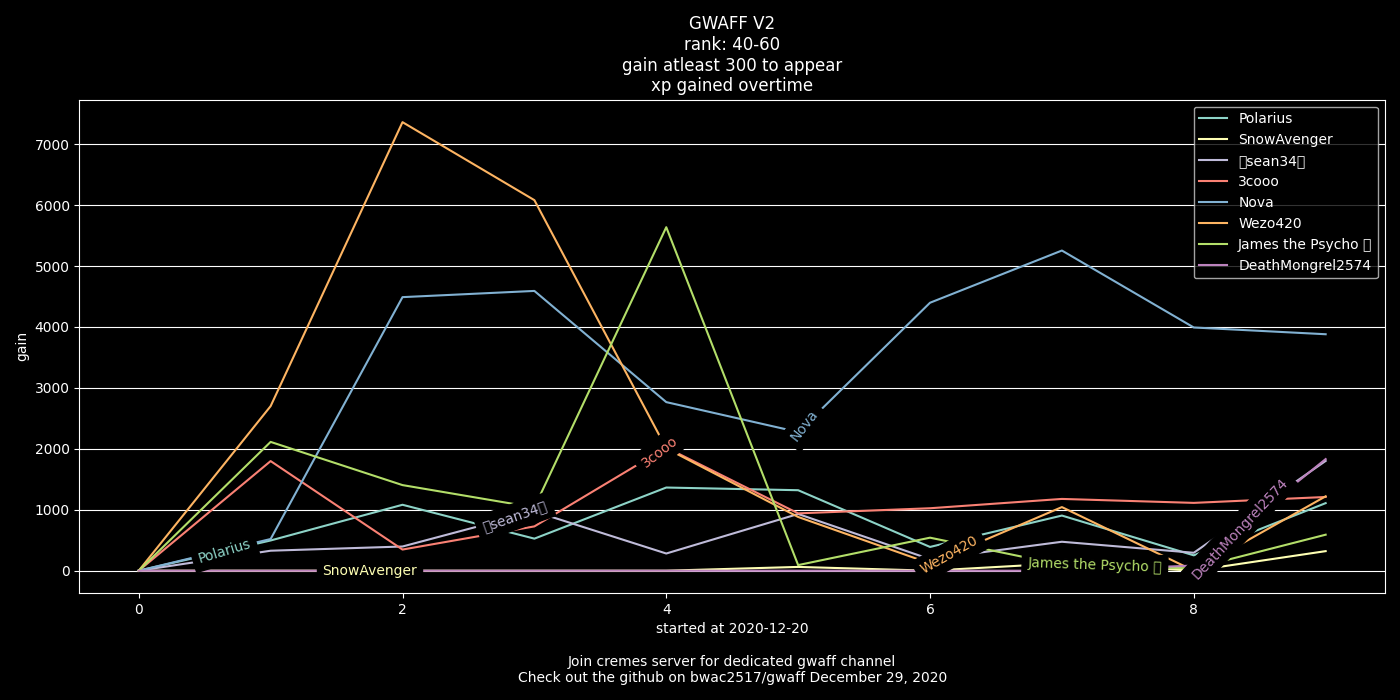 GWAFF V2
rank: 40-60
gain atleast 300 to appear
xp gained overtime
Polarius
SnowAvenger
▯sean34▯
3cooo
Nova
Wezo420
James the Psycho ▯
DeathMongrel2574
7000
6000
5000
4000
3000
2000
1000
0
gain
Polarius
SnowAvenger
▯sean34▯
3cooo
Nova
Wezo420
James the Psycho ▯
DeathMongrel2574
0 2 4 6 8
started at 2020-12-20
Join cremes server for dedicated gwaff channel
Check out the github on bwac2517/gwaff December 29, 2020